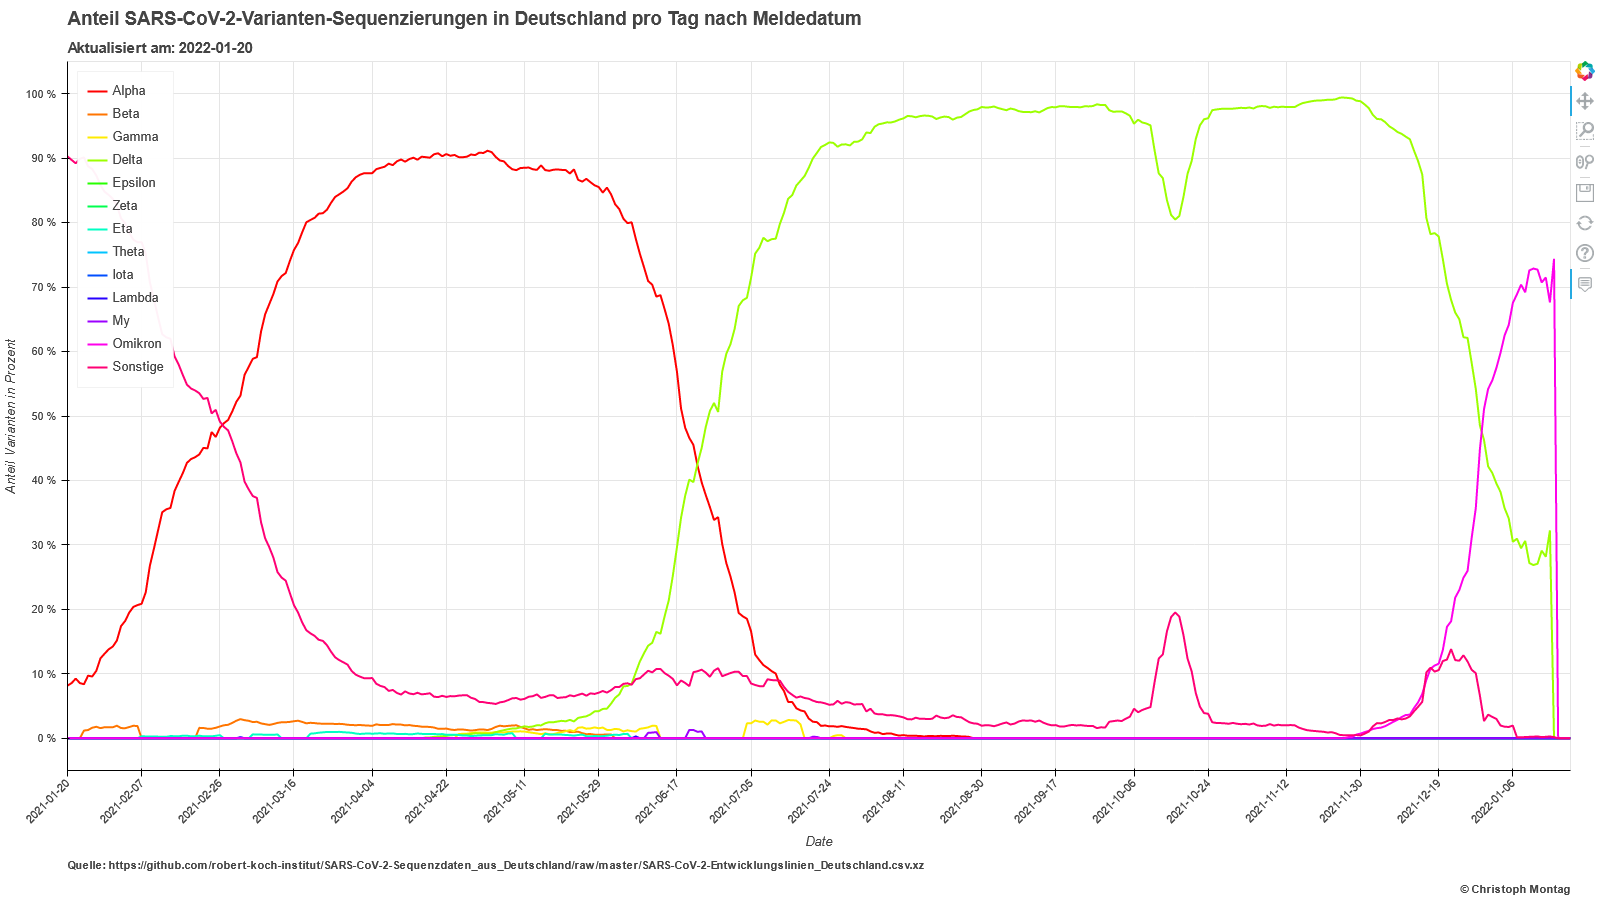 Anteil SARS-CoV-2-Varianten-Sequenzierungen in Deutschland pro Tag nach Meldedatum
Aktualisiert am: 2022-01-20
Alpha
Beta
Gamma
Delta
Epsilon
Zeta
Eta
Theta
Iota
Lambda
My
Omikron
Sonstige
100 %
90 %
80 %
70 %
60 %
50 %
40 %
30 %
20 %
10 %
0 %
Anteil Varianten in Prozent
2021-01-20
2021-02-07
2021-02-26
2021-03-16
2021-04-04
2021-04-22
2021-05-11
2021-05-29
2021-06-17
2021-07-05
2021-07-24
2021-08-11
2021-08-30
2021-09-17
2021-10-06
2021-10-24
2021-11-12
2021-11-30
2021-12-19
2022-01-06
Date
Quelle: https://github.com/robert-koch-institut/SARS-CoV-2-Sequenzdaten_aus_Deutschland/raw/master/SARS-CoV-2-Entwicklungslinien_Deutschland.csv.xz
© Christoph Montag